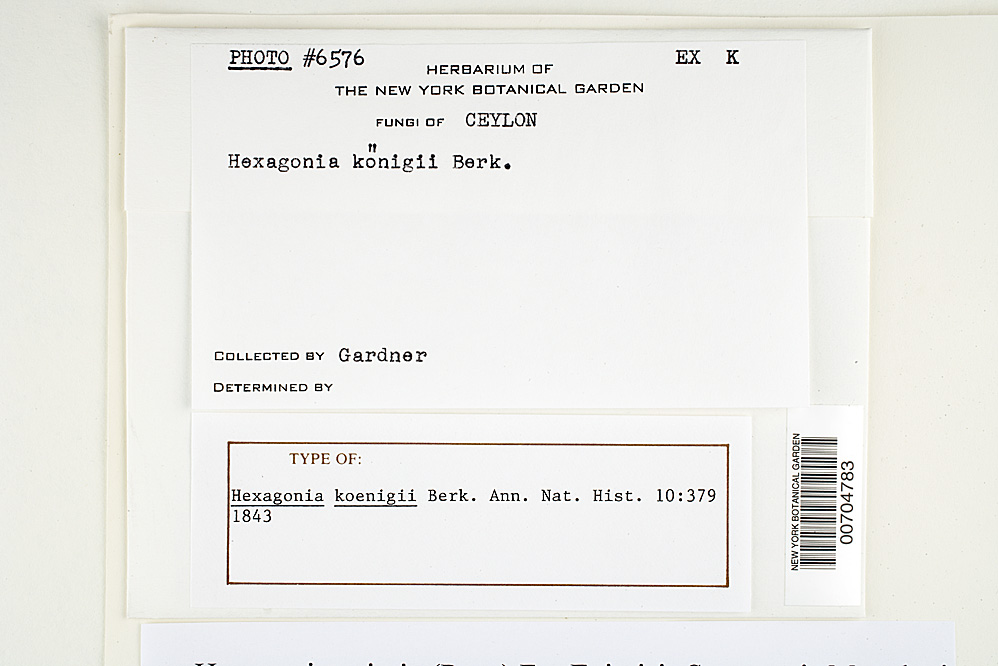 PHOTO #6576 EX K
HERBARIUM OF
THE NEW YORK BOTANICAL GARDEN
FUNGI OF CEYLON
Hexagonia königii Berk.
COLLECTED BY Gardner
DETERMINED BY
TYPE OF:
Hexagonia koenigii Berk. Ann. Nat. Hist. 10:379
1843
NEW YORK BOTANICAL GARDEN
00704783